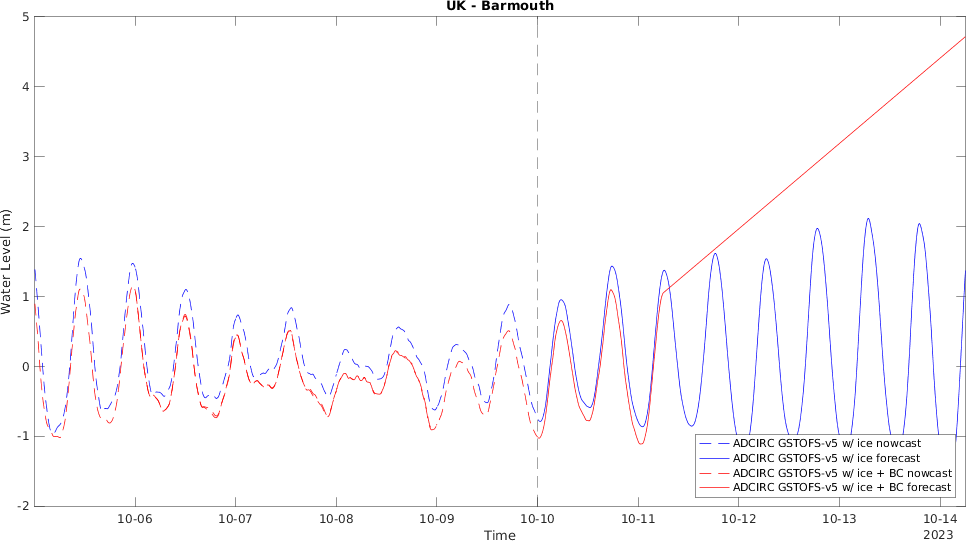 UK - Barmouth
5
4
3
2
1
0
-1
-2
Water Level (m)
10-06 10-07 10-08 10-09 10-10 10-11 10-12 10-13 10-14
2023
Time
ADCIRC GSTOFS-v5 w/ ice nowcast
ADCIRC GSTOFS-v5 w/ ice forecast
ADCIRC GSTOFS-v5 w/ ice + BC nowcast
ADCIRC GSTOFS-v5 w/ ice + BC forecast